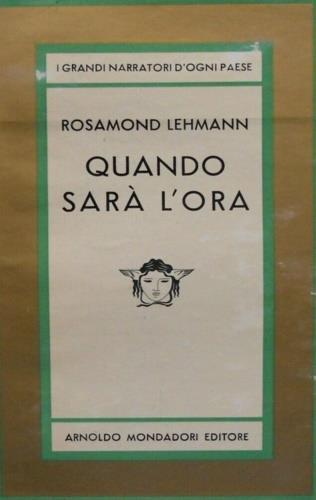 I GRANDI NARRATORI D'OGNI PAESE
ROSAMOND LEHMANN
QUANDO
SARÀ L'ORA
ARNOLDO MONDADORI EDITORE